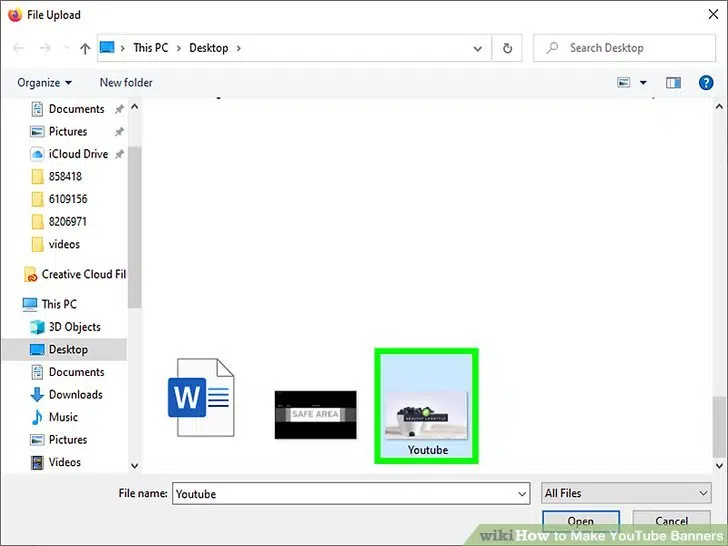 File Upload
This PC
Desktop
Search Desktop
Organize
New folder
Documents
Pictures
iCloud Drive
858418
6109156
8206971
videos
Creative Cloud Fil
This PC
3D Objects
Desktop
Documents
Downloads
Music
Pictures
Videos
W
SAFE AREA
HEALTHY LIFESTYLE
Youtube
File name:
Youtube
All Files
Open
Cancel
wikiHow to Make YouTube Banners